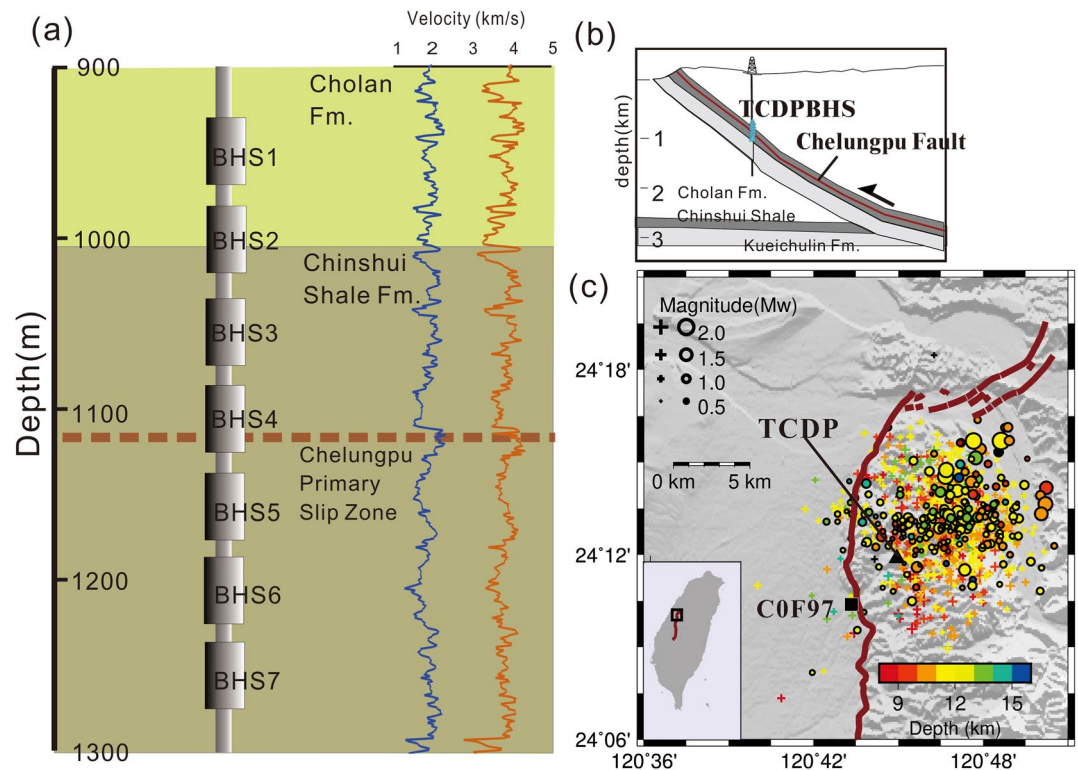 (a)
Velocity (km/s)
1 2 3 4 5
900
Cholan
Fm.
BHS1
BHS2
1000
Chinshui
Shale Fm.
BHS3
Depth(m)
1100
BHS4
Chelungpu
Primary
Slip Zone
BHS5
1200
BHS6
BHS7
1300
(b)
depth(km)
TCDPBHS
1
Chelungpu Fault
2
Cholan Fm.
Chinshui Shale
3
Kueichulin Fm.
(c)
Magnitude(Mw)
2.0
1.5
1.0
0.5
24°18'
TCDP
0 km 5 km
24°12'
C0F97
9 12 15
Depth (km)
24°06'
120°36' 120°42' 120°48'